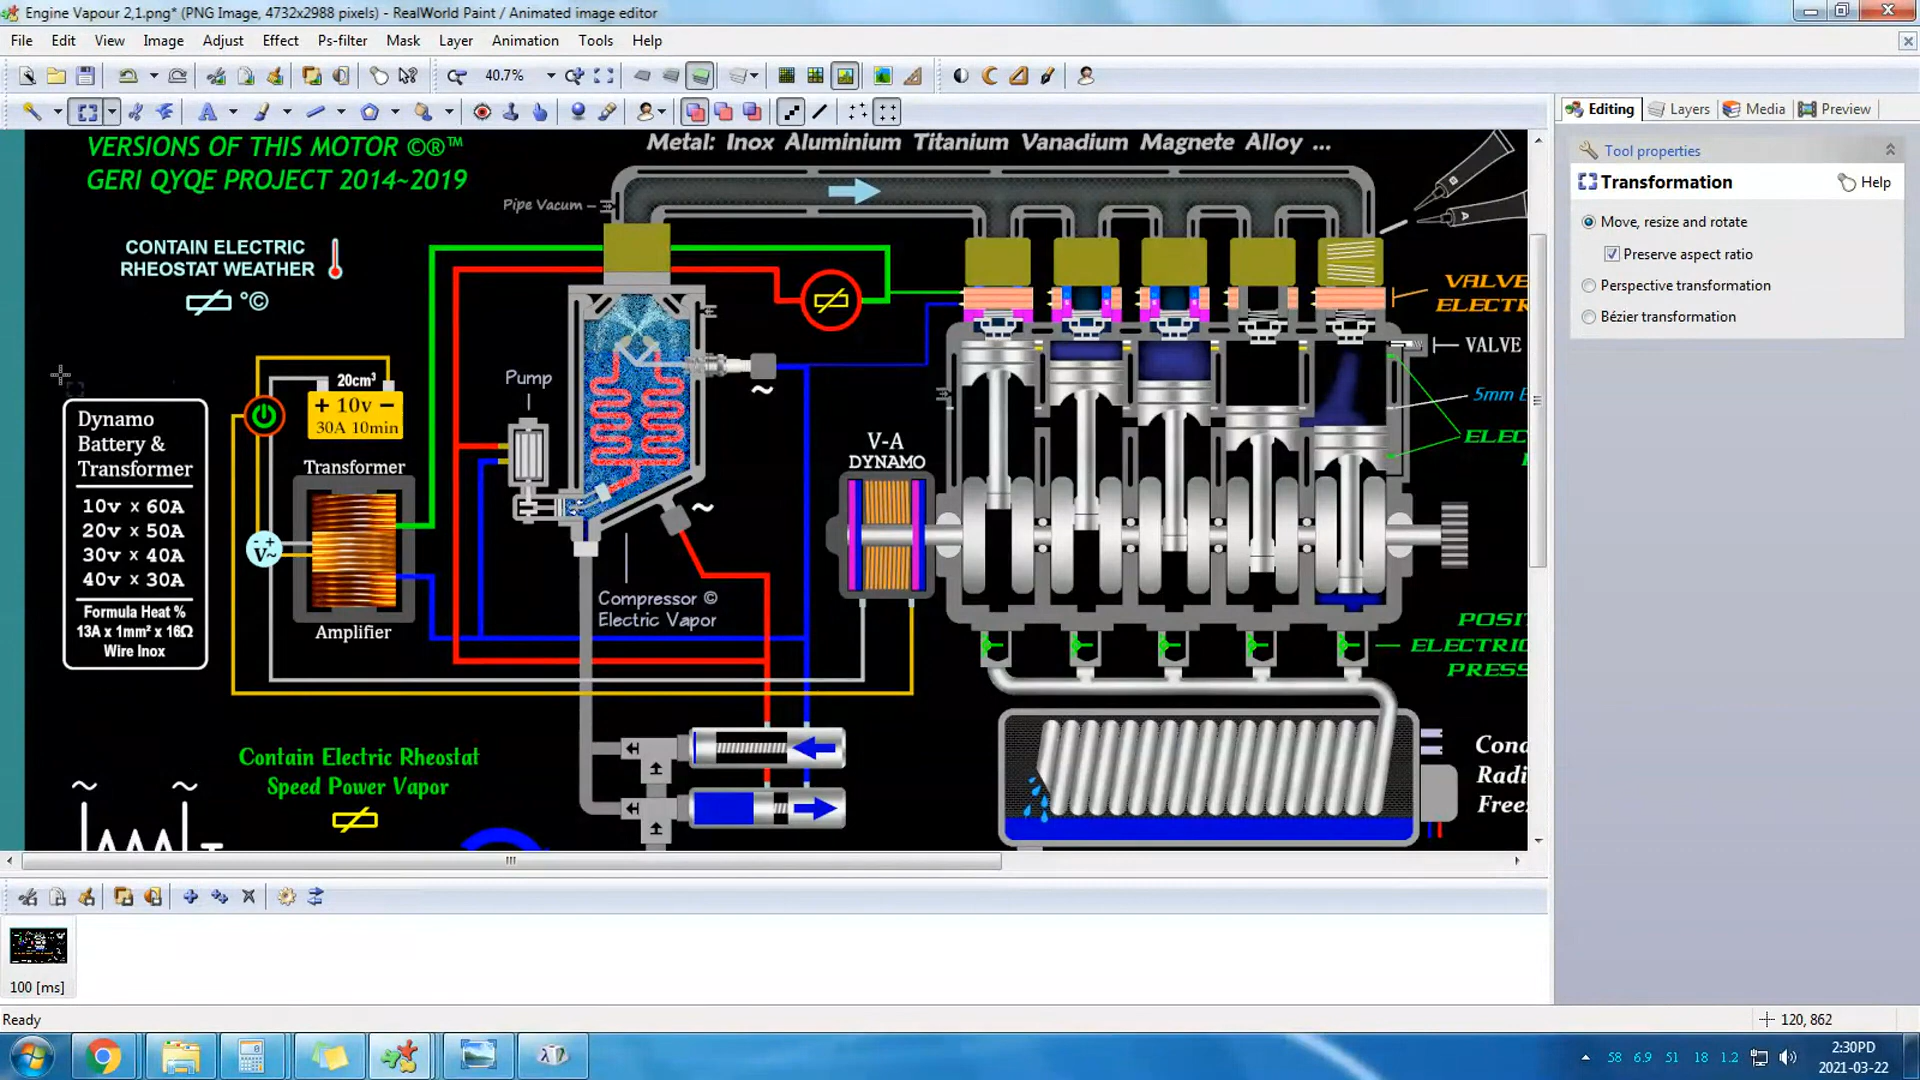 Engine Vapour 2,1.png* (PNG Image, 4732x2988 pixels) - RealWorld Paint / Animated image editor
File Edit View Image Adjust Effect Ps-filter Mask Layer Animation Tools Help
40.7%
Editing Layers Media Preview
Tool properties
Transformation
Help
Move, resize and rotate
Preserve aspect ratio
Perspective transformation
Bézier transformation
VERSIONS OF THIS MOTOR ©®™
GERI QYQE PROJECT 2014~2019
Metal: Inox Aluminium Titanium Vanadium Magnete Alloy ...
Pipe Vacum
B
A
CONTAIN ELECTRIC
RHEOSTAT WEATHER
°©
VALV
ELECTR
VALVE
5mm E
ELEC
20cm³
+ 10v −
30A 10min
Pump
~
Dynamo
Battery &
Transformer
10v x 60A
20v x 50A
30v x 40A
40v x 30A
Formula Heat %
13A x 1mm² x 16Ω
Wire Inox
Transformer
- +
V~
Amplifier
V-A
DYNAMO
~
Compressor ©
Electric Vapor
POSIT
ELECTRIC
PRESS
Contain Electric Rheostat
Speed Power Vapor
~ ~
Cond
Radi
Free
100 [ms]
Ready
120, 862
58 6.9 51 18 1.2
2:30PD
2021-03-22